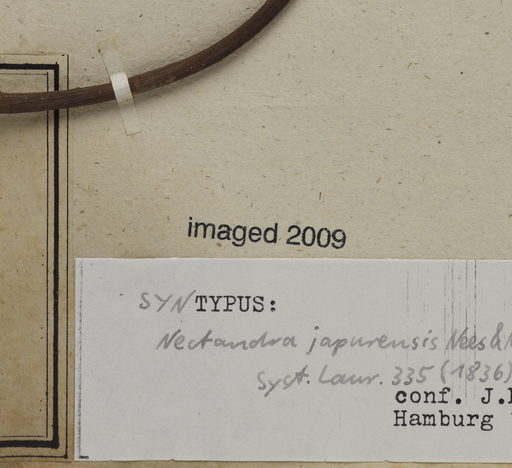 imaged 2009
SYNTYPUS:
Nectandra japurensis Nees &
Syst. Laur. 335 (1836)
conf. J.
Hamburg